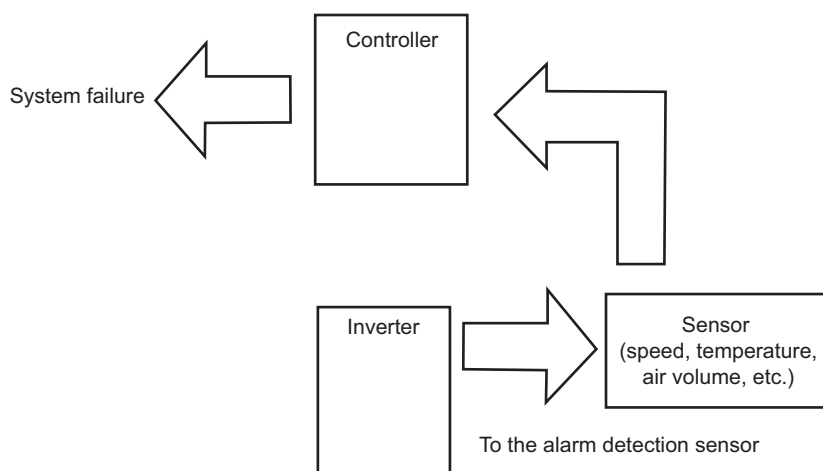 Controller
System failure
Inverter
Sensor
(speed, temperature,
air volume, etc.)
To the alarm detection sensor